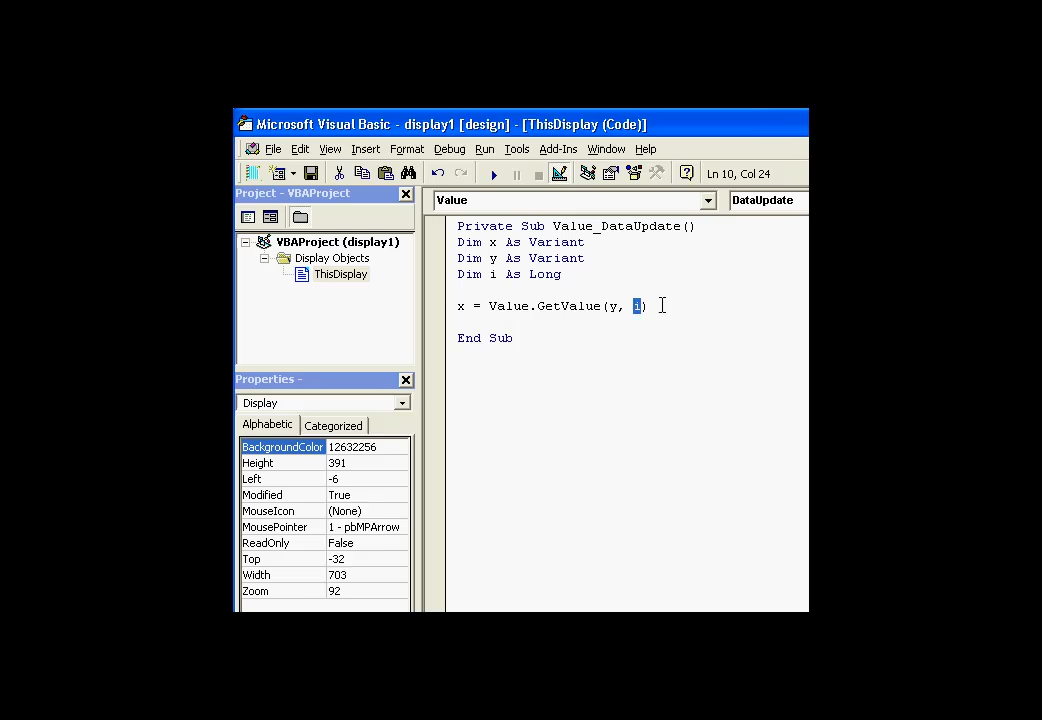 Microsoft Visual Basic - display1 [design] - [ThisDisplay (Code)]
File Edit View Insert Format Debug Run Tools Add-Ins Window Help
Ln 10, Col 24
Project - VBAProject
VBAProject (display1)
Display Objects
ThisDisplay
Properties -
Display
Alphabetic Categorized
BackgroundColor 12632256
Height 391
Left -6
Modified True
MouseIcon (None)
MousePointer 1 - pbMPArrow
ReadOnly False
Top -32
Width 703
Zoom 92
Value DataUpdate
Private Sub Value_DataUpdate()
Dim x As Variant
Dim y As Variant
Dim i As Long
x = Value.GetValue(y, i)
End Sub